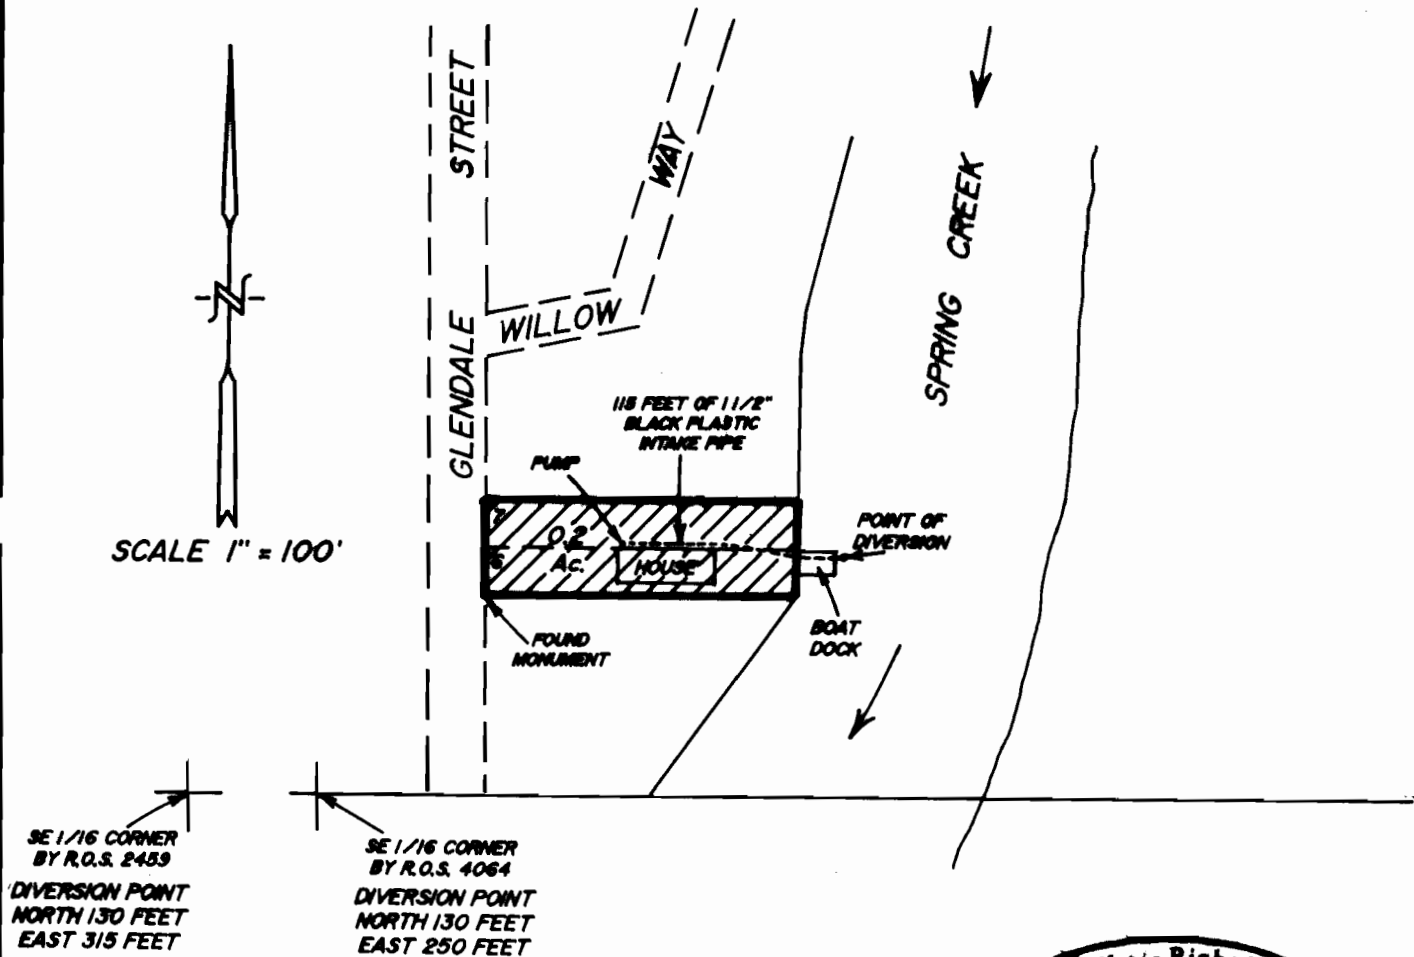 STREET
GLENDALE
WAY
WILLOW
SPRING CREEK
N
SCALE 1" = 100'
115 FEET OF 1 1/2"
BLACK PLASTIC
INTAKE PIPE
PUMP
7
6
0.2
Ac.
HOUSE
POINT OF
DIVERSION
BOAT
DOCK
FOUND
MONUMENT
SE 1/16 CORNER
BY R.O.S. 2459
DIVERSION POINT
NORTH 130 FEET
EAST 315 FEET
SE 1/16 CORNER
BY R.O.S. 4064
DIVERSION POINT
NORTH 130 FEET
EAST 250 FEET